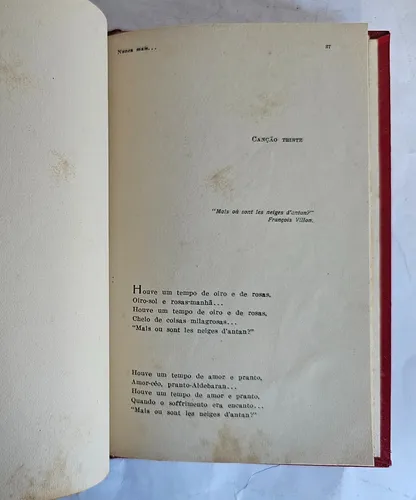 Nunca mais...
37
CANÇÃO TRISTE
"Mais où sont les neiges d'antan?"
François Villon.
Houve um tempo de oiro e de rosas,
Oiro-sol e rosas-manhã...
Houve um tempo de oiro e de rosas,
Cheio de coisas milagrosas...
"Mais ou sont les neiges d'antan?"
Houve um tempo de amor e pranto,
Amor-céo, pranto-Aldebaran...
Houve um tempo de amor e pranto,
Quando o soffrimento era encanto...
"Mais ou sont les neiges d'antan?"